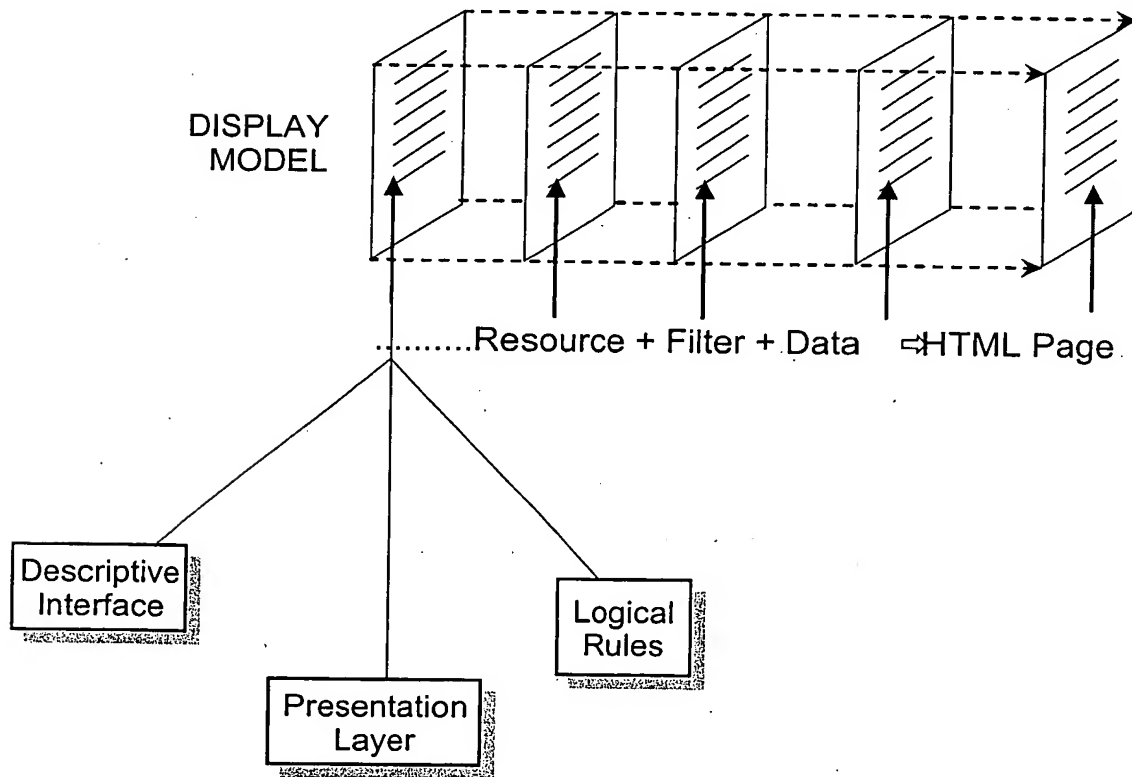 DISPLAY
MODEL
..........Resource + Filter + Data ⇨HTML Page
Descriptive
Interface
Logical
Rules
Presentation
Layer